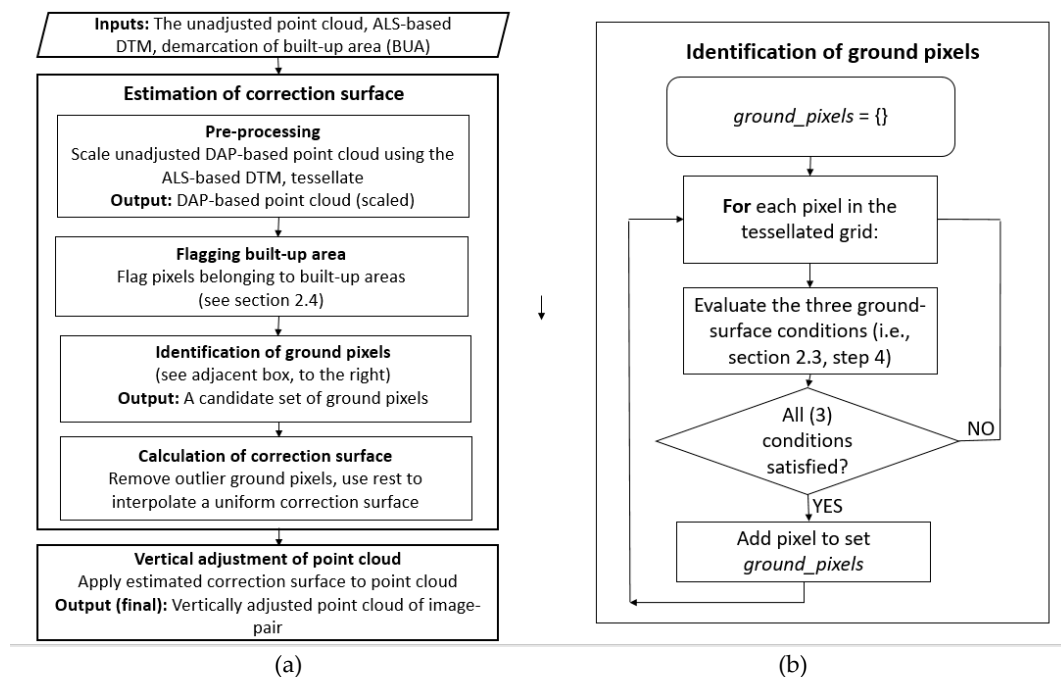 Inputs: The unadjusted point cloud, ALS-based
DTM, demarcation of built-up area (BUA)
Estimation of correction surface
Pre-processing
Scale unadjusted DAP-based point cloud using the
ALS-based DTM, tessellate
Output: DAP-based point cloud (scaled)
Flagging built-up area
Flag pixels belonging to built-up areas
(see section 2.4)
Identification of ground pixels
(see adjacent box, to the right)
Output: A candidate set of ground pixels
Calculation of correction surface
Remove outlier ground pixels, use rest to
interpolate a uniform correction surface
Vertical adjustment of point cloud
Apply estimated correction surface to point cloud
Output (final): Vertically adjusted point cloud of image-
pair
(a)
Identification of ground pixels
ground_pixels = {}
For each pixel in the
tessellated grid:
Evaluate the three ground-
surface conditions (i.e.,
section 2.3, step 4)
All (3)
conditions
satisfied?
NO
YES
Add pixel to set
ground_pixels
(b)